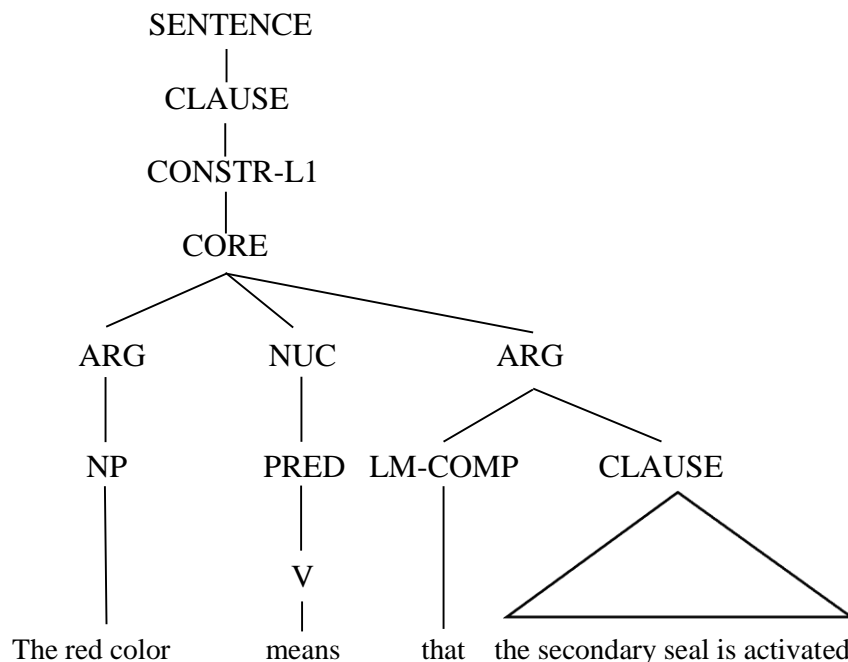 SENTENCE
CLAUSE
CONSTR-L1
CORE
ARG NUC ARG
NP PRED LM-COMP CLAUSE
V
The red color means that the secondary seal is activated